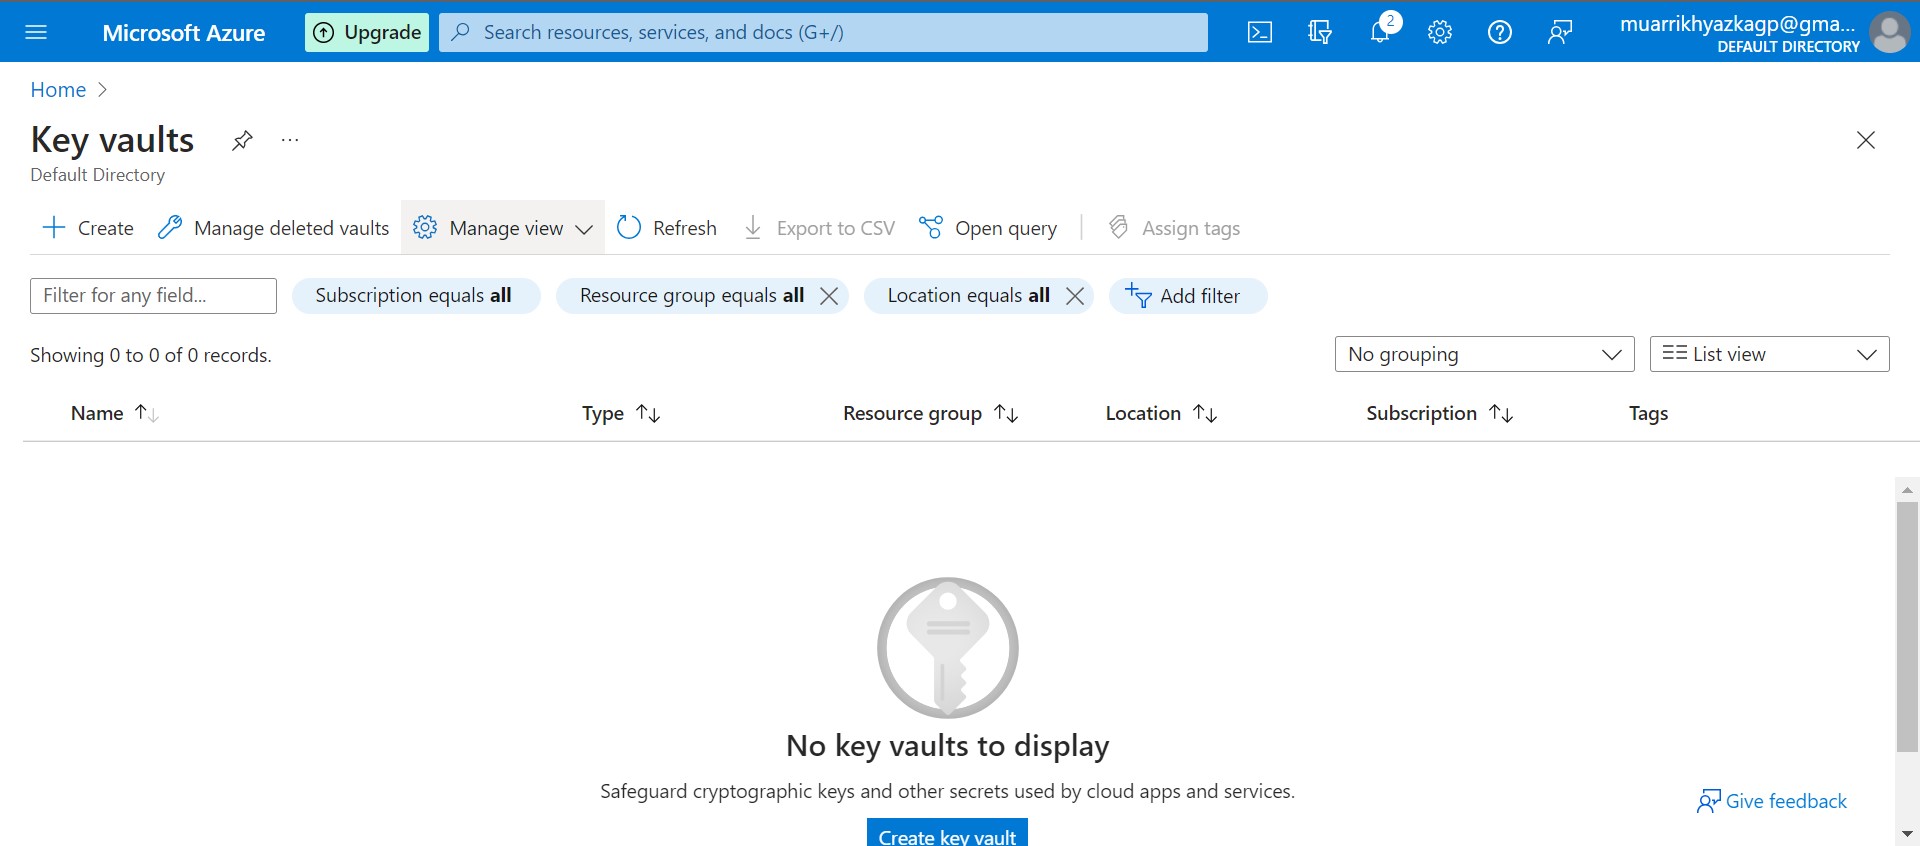 Microsoft Azure
Upgrade
Search resources, services, and docs (G+/)
2
muarrikhyazkagp@gma...
DEFAULT DIRECTORY
Home
Key vaults
Default Directory
Create
Manage deleted vaults
Manage view
Refresh
Export to CSV
Open query
Assign tags
Filter for any field...
Subscription equals all
Resource group equals all
Location equals all
Add filter
Showing 0 to 0 of 0 records.
No grouping
List view
Name
Type
Resource group
Location
Subscription
Tags
No key vaults to display
Safeguard cryptographic keys and other secrets used by cloud apps and services.
Give feedback
Create key vault